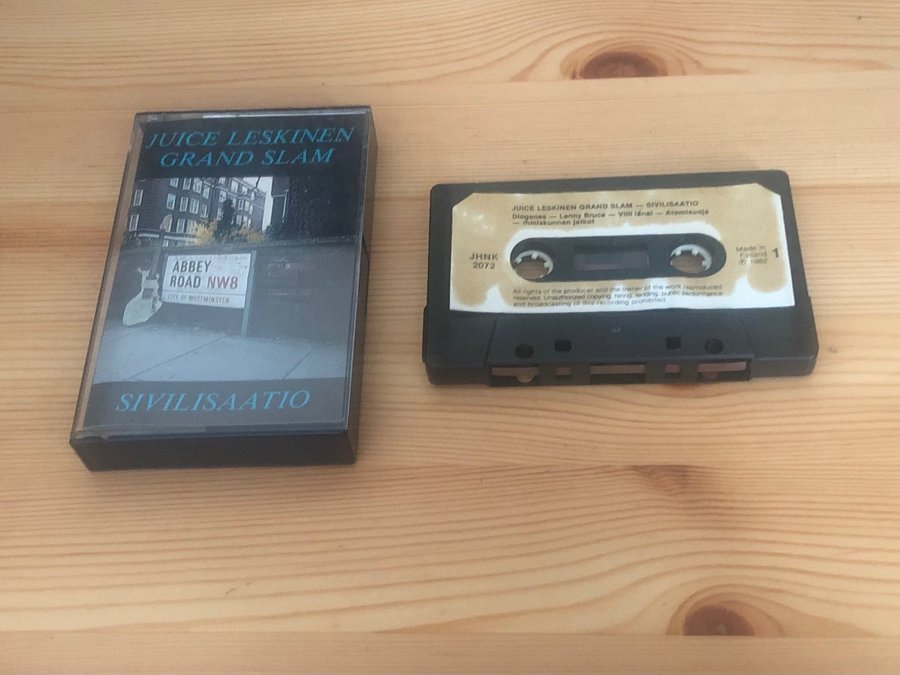 JUICE LESKINEN
GRAND SLAM
ABBEY
ROAD NW8
CITY OF WESTMINSTER
SIVILISAATIO
JUICE LESKINEN GRAND SLAM — SIVILISAATIO
Diogenes — Lenny Bruce — Villi länsi — Atomisuoja
— Ihmiskunnan jatkot
JHNK
2072
Made in
Finland
℗ 1982
1
All rights of the producer and the owner of the work reproduced
reserved. Unauthorized copying, hiring, lending, public performance
and broadcasting of this recording prohibited.